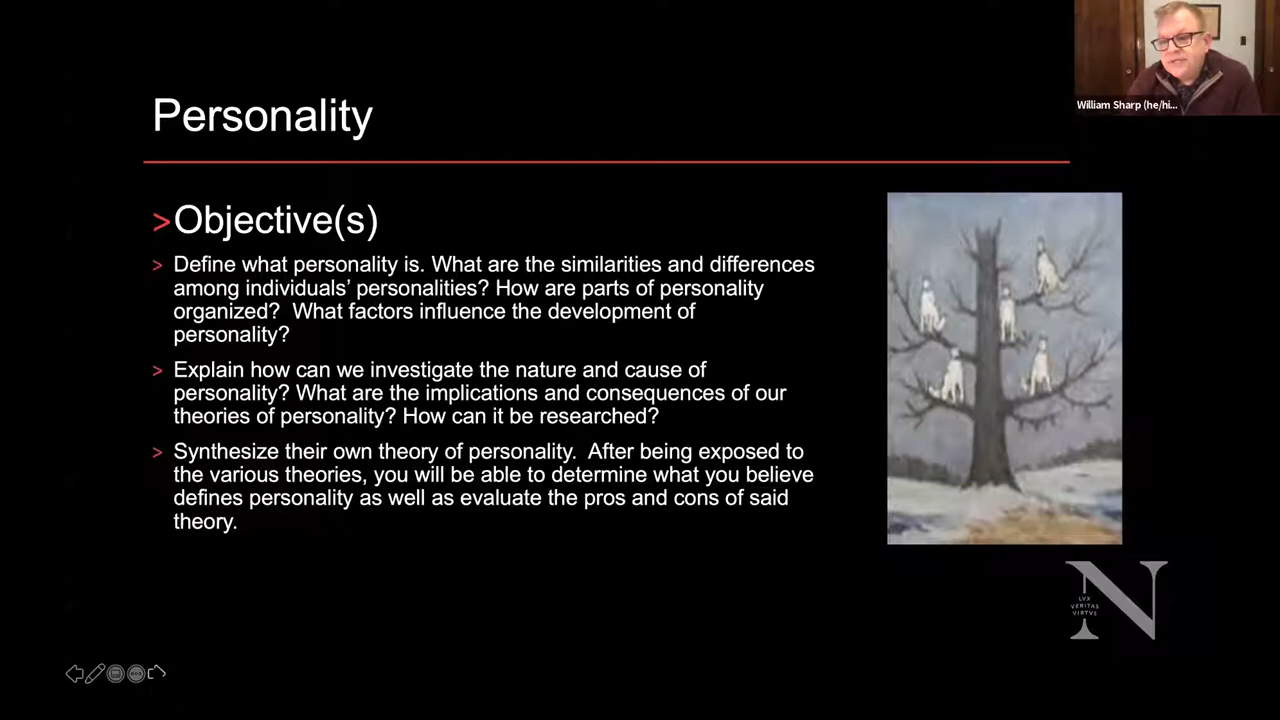 William Sharp (he/hi...
Personality
>Objective(s)
> Define what personality is. What are the similarities and differences
among individuals' personalities? How are parts of personality
organized?  What factors influence the development of
personality?
> Explain how can we investigate the nature and cause of
personality? What are the implications and consequences of our
theories of personality? How can it be researched?
> Synthesize their own theory of personality.  After being exposed to
the various theories, you will be able to determine what you believe
defines personality as well as evaluate the pros and cons of said
theory.
N
LVX
VERITAS
VIRTVS